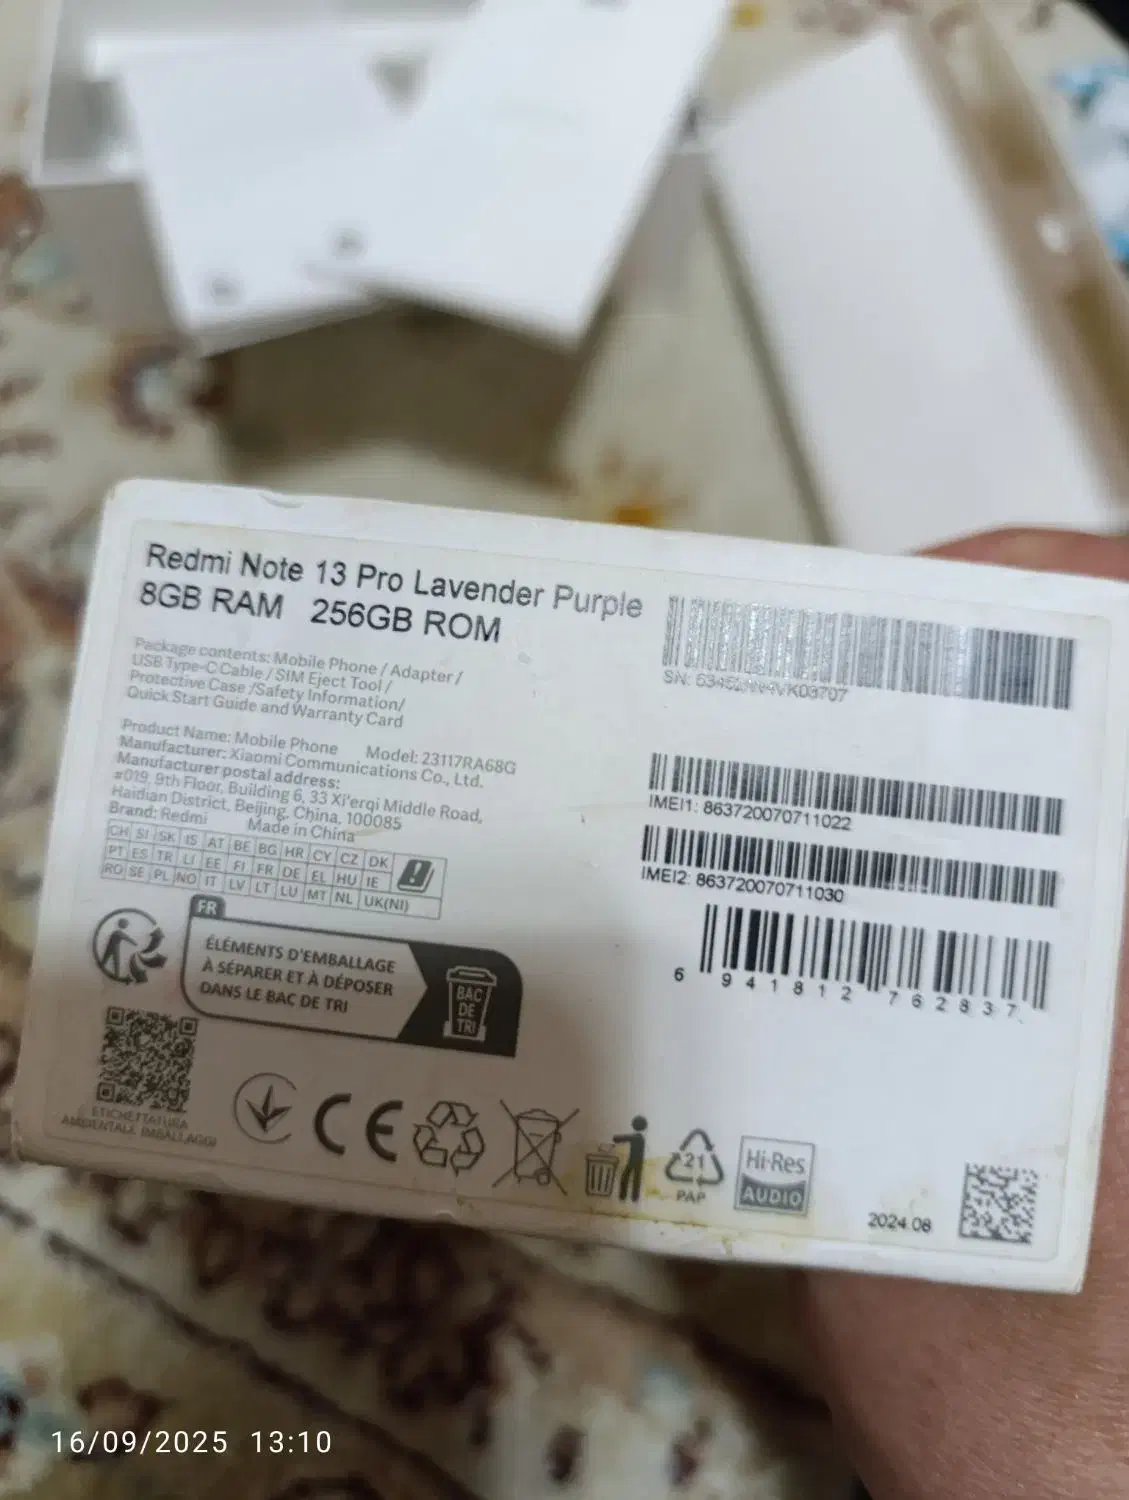 Redmi Note 13 Pro Lavender Purple
8GB RAM 256GB ROM
Package contents: Mobile Phone / Adapter /
USB Type-C Cable / SIM Eject Tool /
Protective Case /Safety Information/
Quick Start Guide and Warranty Card
Product Name: Mobile Phone Model: 23117RA68G
Manufacturer: Xiaomi Communications Co., Ltd.
Manufacturer postal address:
#019, 9th Floor, Building 6, 33 Xi'erqi Middle Road,
Haidian District, Beijing, China, 100085
Brand: Redmi Made in China
CH SI SK IS AT BE BG HR CY CZ DK
PT ES TR LI EE FI FR DE EL HU IE
RO SE PL NO IT LV LT LU MT NL UK(NI)
FR
ÉLÉMENTS D'EMBALLAGE
À SÉPARER ET À DÉPOSER
DANS LE BAC DE TRI
BAC
DE
TRI
ETICHETTATURA
AMBIENTALE IMBALLAGGI
CE
21
PAP
Hi-Res
AUDIO
SN:
IMEI1: 863720070711022
IMEI2: 863720070711030
6 941812 762837
2024.08
16/09/2025 13:10